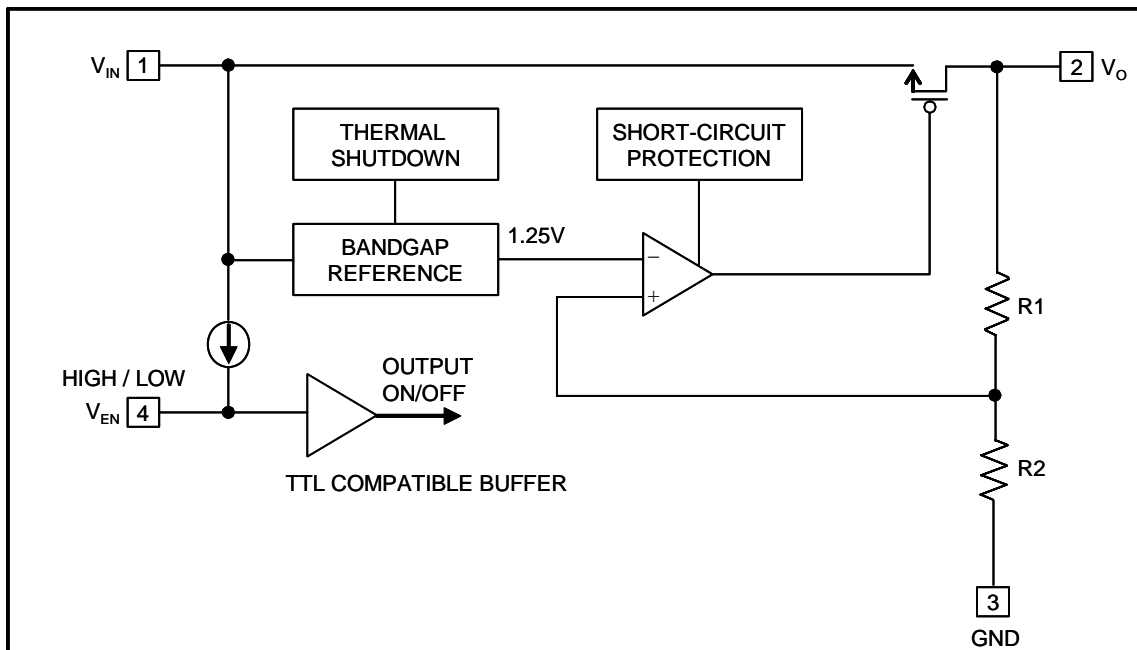 VIN 1
2 VO
THERMAL
SHUTDOWN
SHORT-CIRCUIT
PROTECTION
BANDGAP
REFERENCE
1.25V
−
+
R1
HIGH / LOW
VEN 4
OUTPUT
ON/OFF
TTL COMPATIBLE BUFFER
R2
3
GND